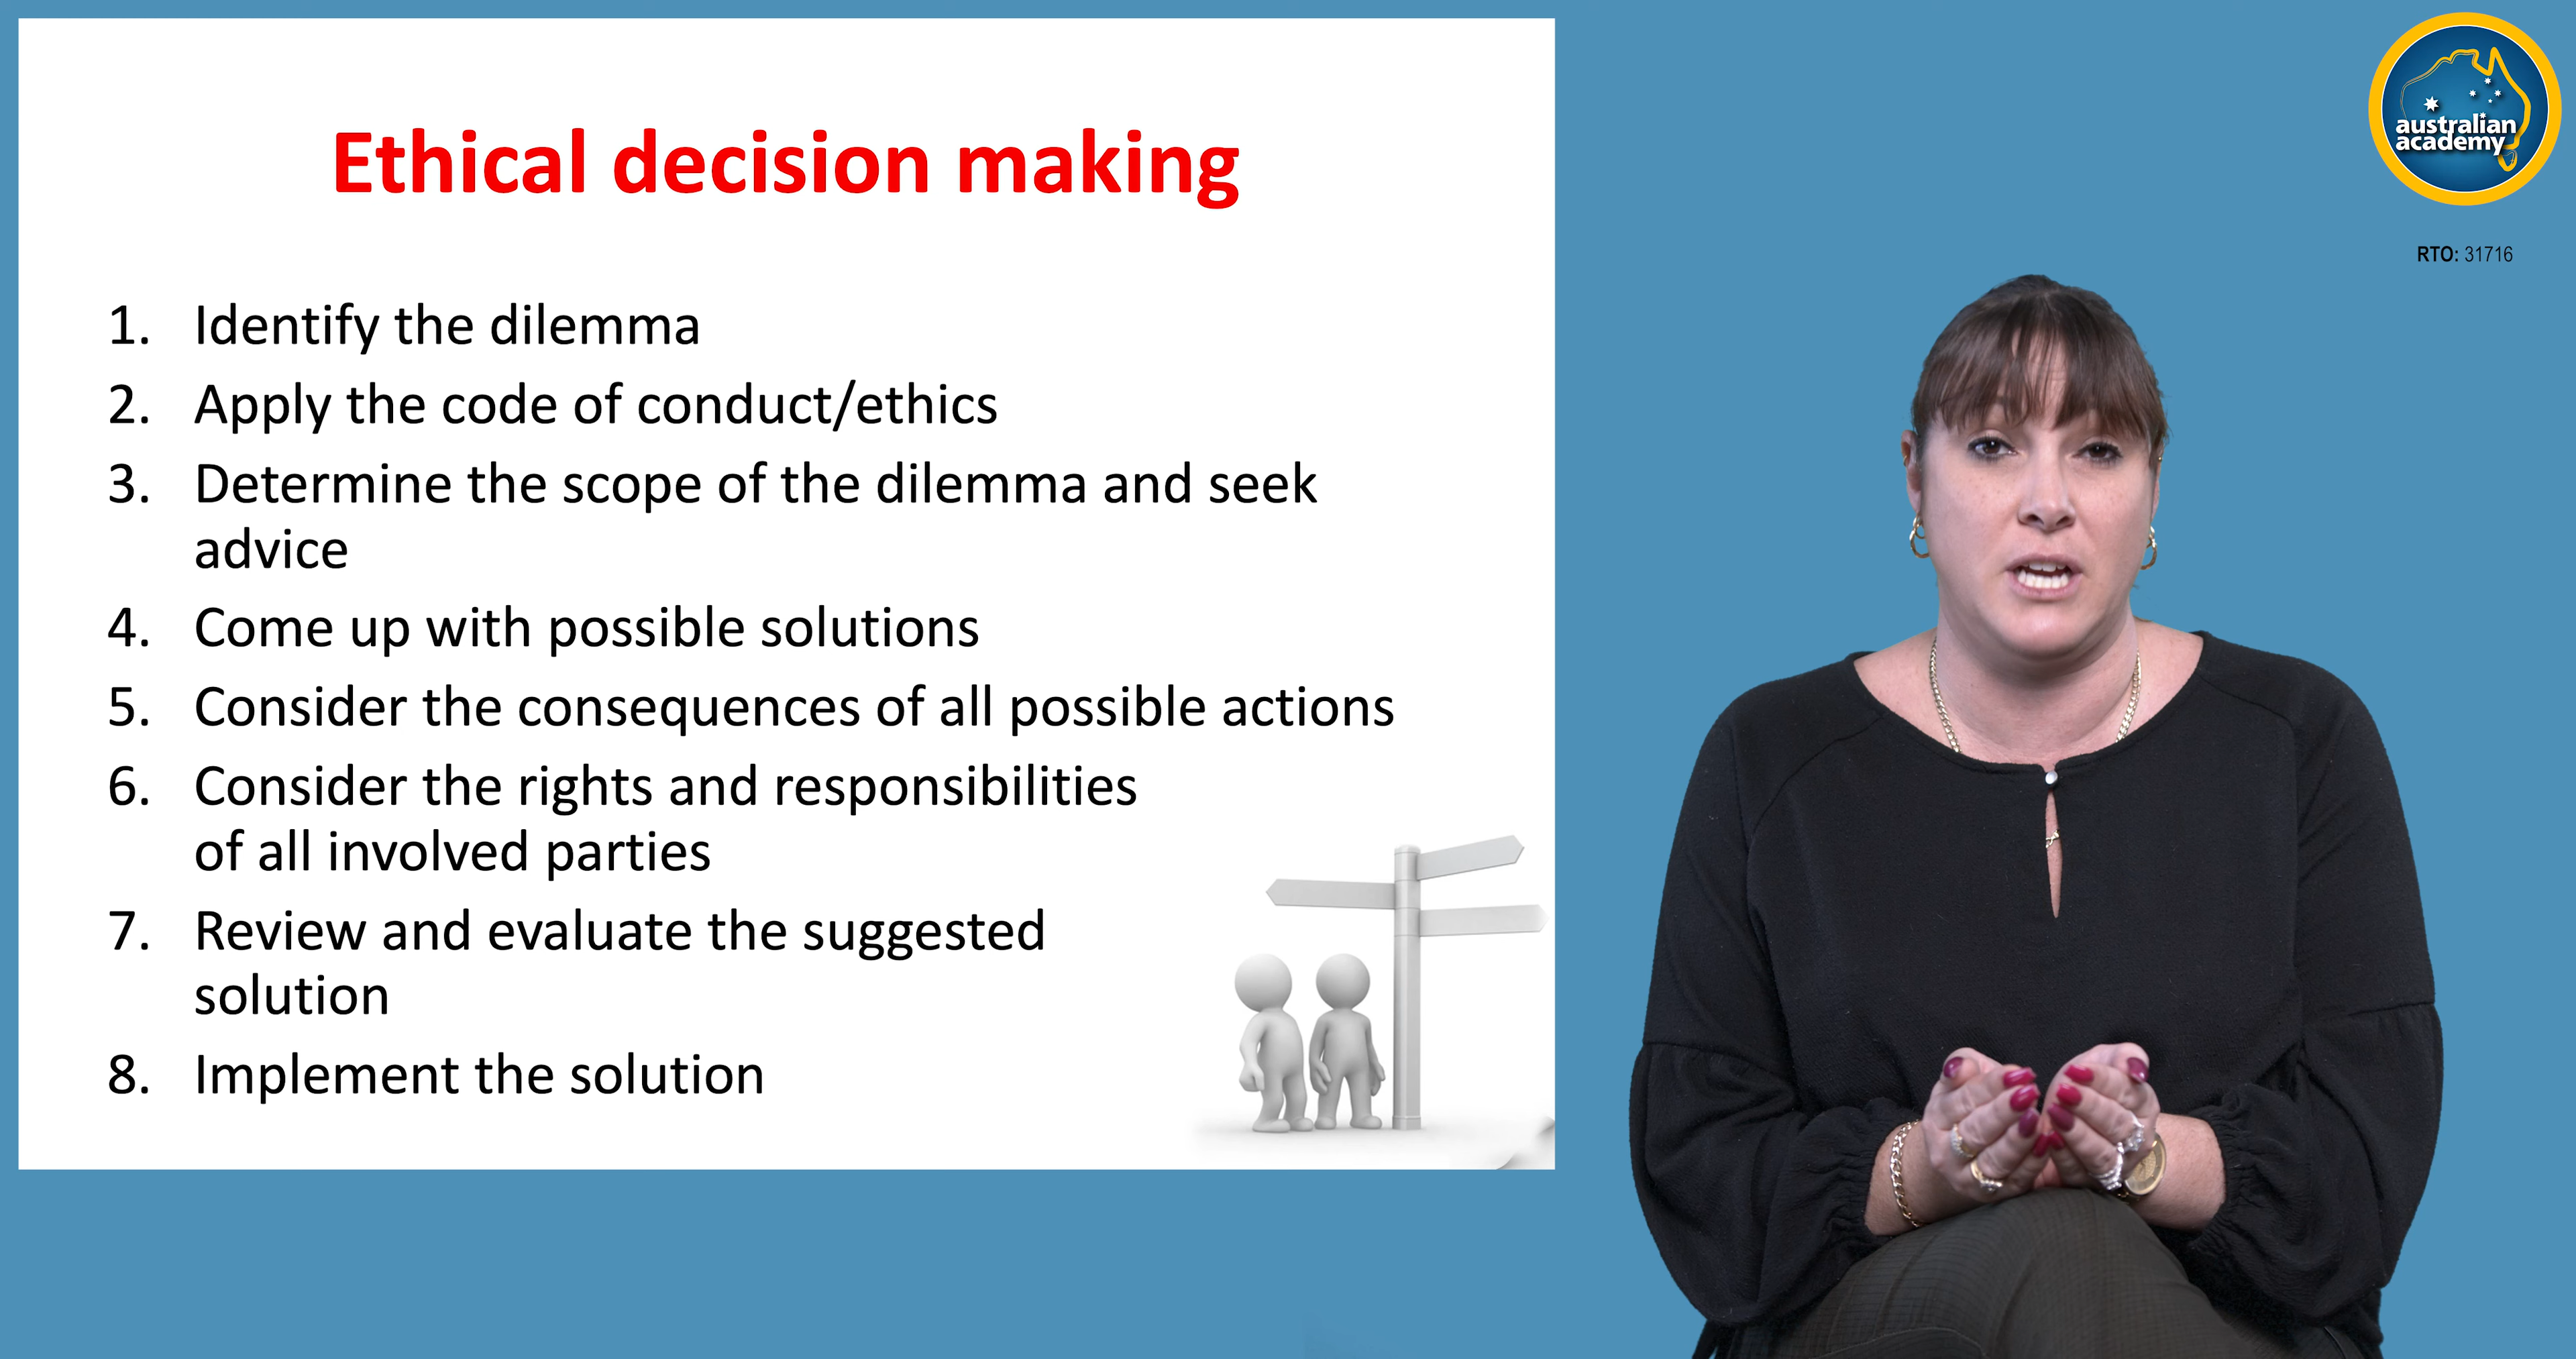 Ethical decision making
1. Identify the dilemma
2. Apply the code of conduct/ethics
3. Determine the scope of the dilemma and seek
advice
4. Come up with possible solutions
5. Consider the consequences of all possible actions
6. Consider the rights and responsibilities
of all involved parties
7. Review and evaluate the suggested
solution
8. Implement the solution
australian
academy
RTO: 31716